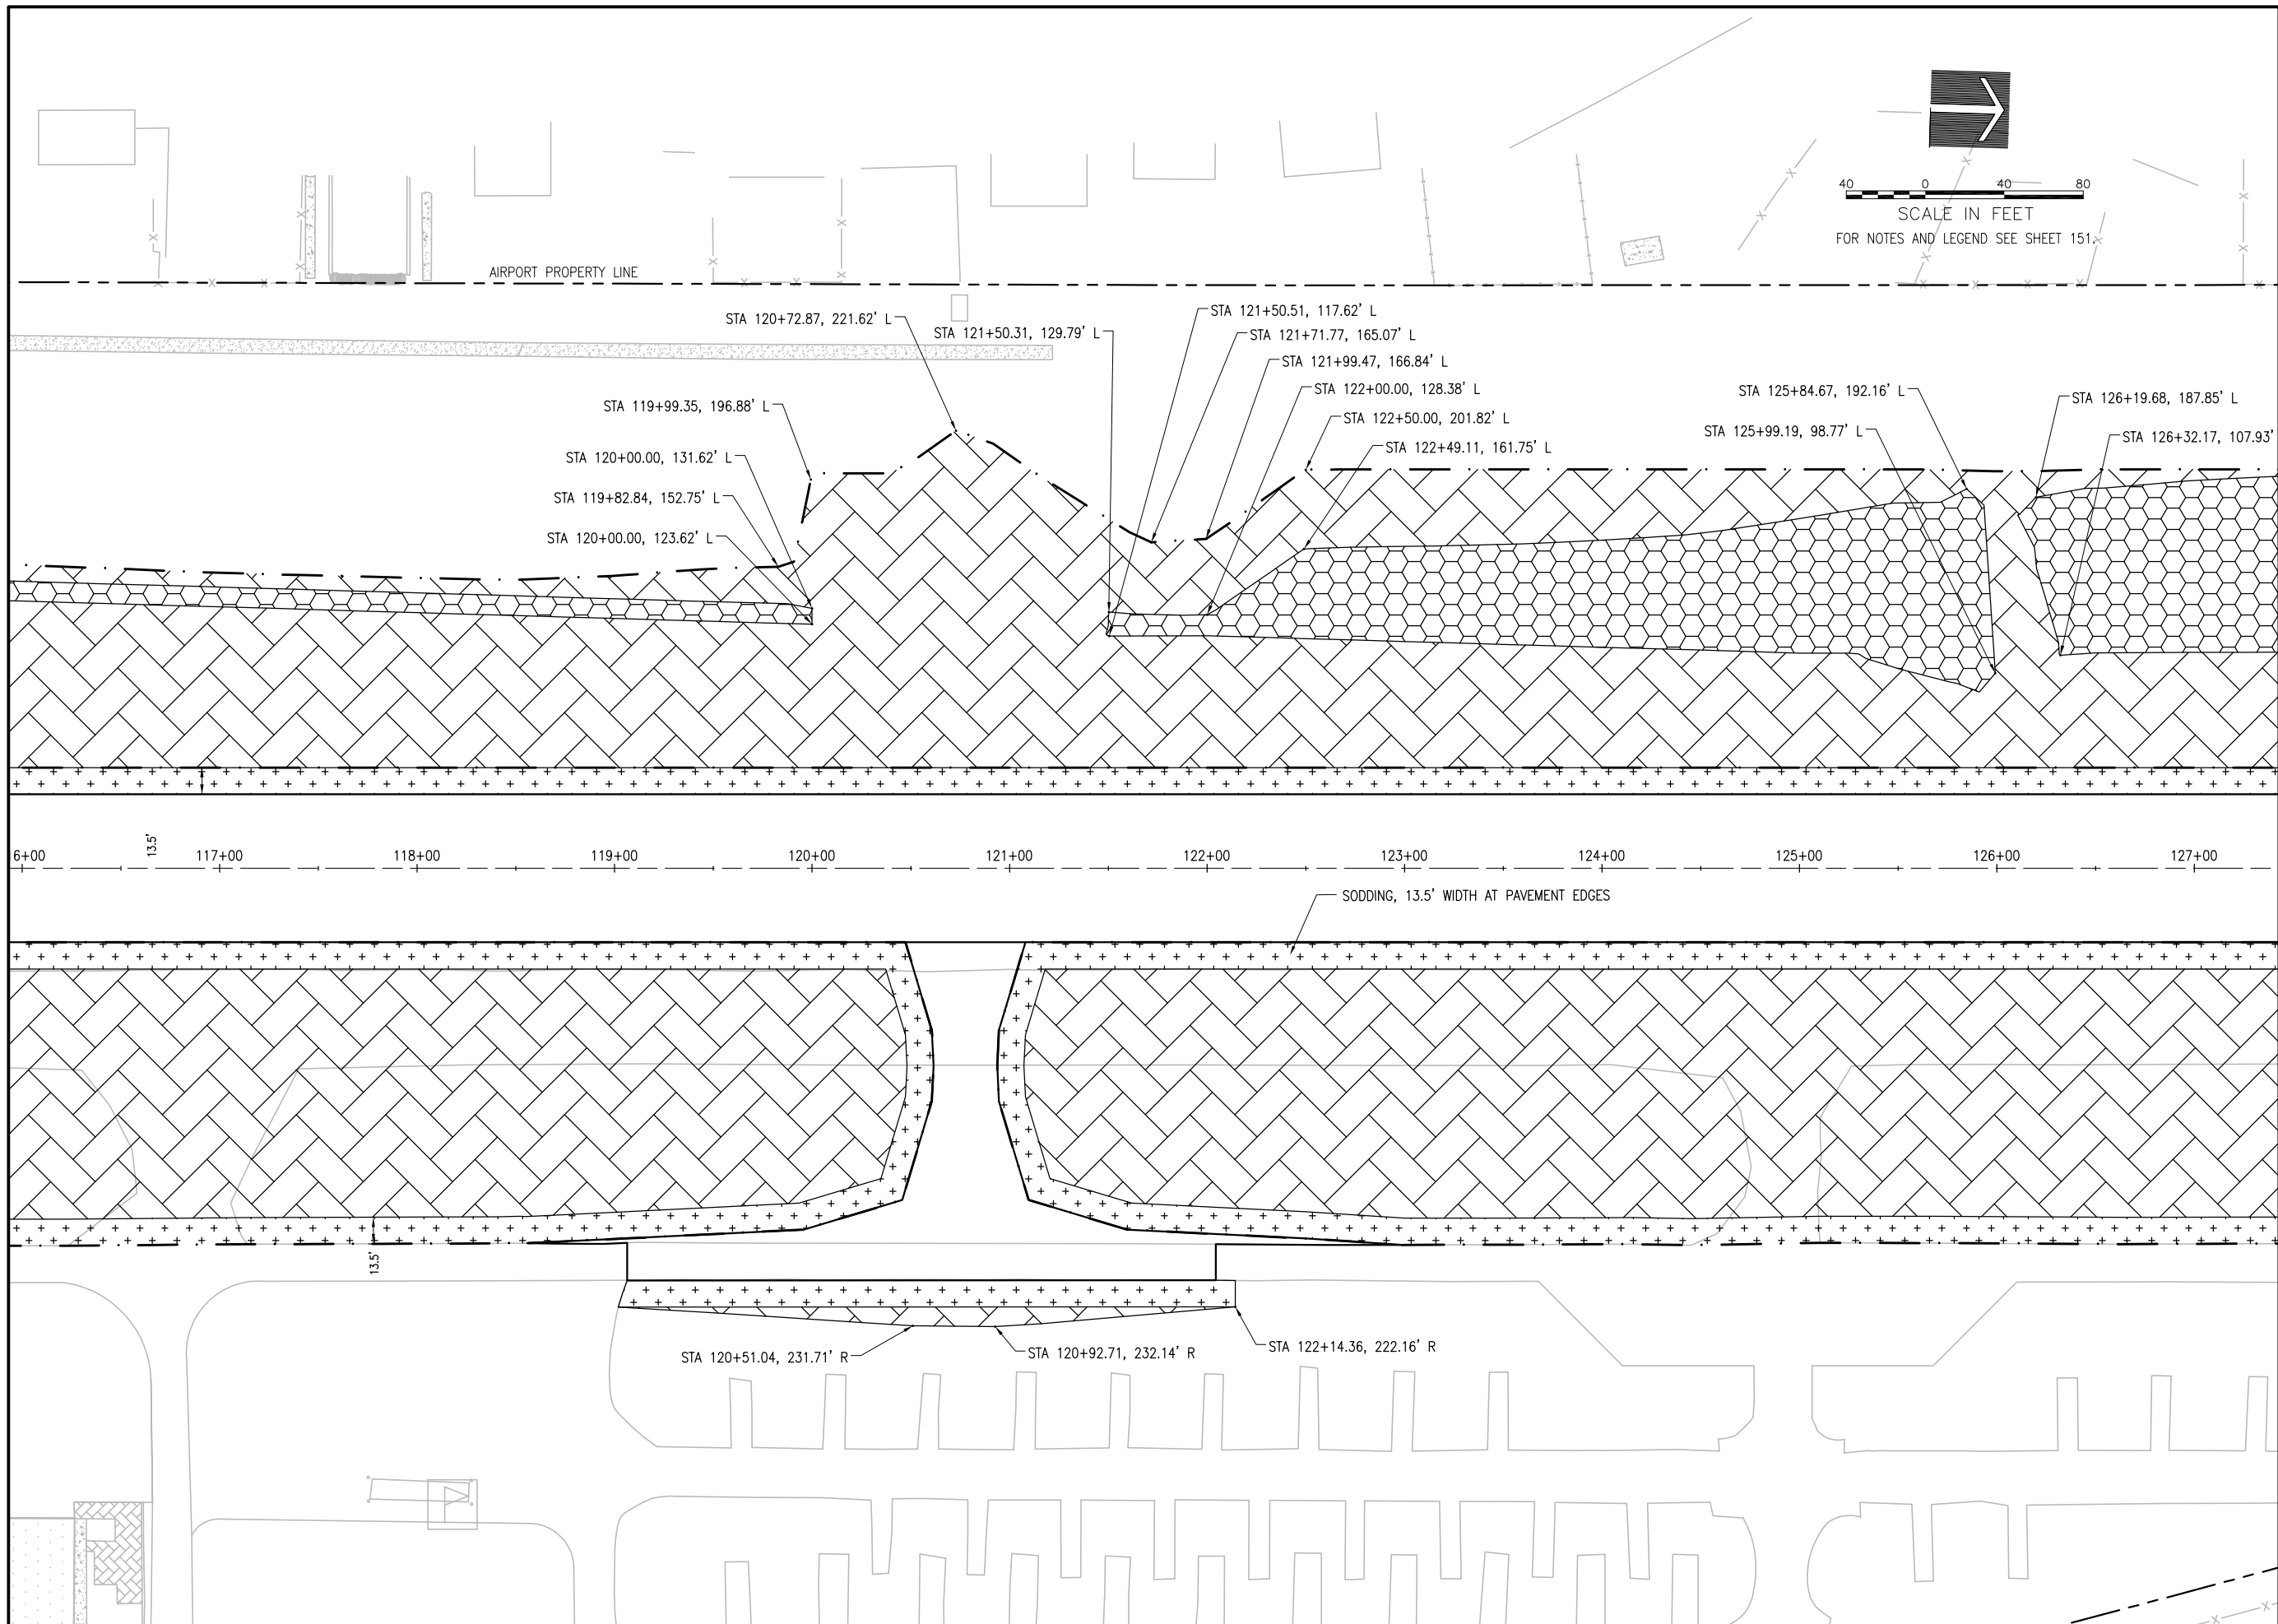 40 0 40 80
SCALE IN FEET
FOR NOTES AND LEGEND SEE SHEET 151.
AIRPORT PROPERTY LINE
STA 120+72.87, 221.62' L
STA 121+50.31, 129.79' L
STA 121+50.51, 117.62' L
STA 121+71.77, 165.07' L
STA 121+99.47, 166.84' L
STA 122+00.00, 128.38' L
STA 122+50.00, 201.82' L
STA 122+49.11, 161.75' L
STA 119+99.35, 196.88' L
STA 120+00.00, 131.62' L
STA 119+82.84, 152.75' L
STA 120+00.00, 123.62' L
STA 125+84.67, 192.16' L
STA 125+99.19, 98.77' L
STA 126+19.68, 187.85' L
STA 126+32.17, 107.93'
13.5'
6+00 117+00 118+00 119+00 120+00 121+00 122+00 123+00 124+00 125+00 126+00 127+00
SODDING, 13.5' WIDTH AT PAVEMENT EDGES
13.5'
STA 120+51.04, 231.71' R
STA 120+92.71, 232.14' R
STA 122+14.36, 222.16' R